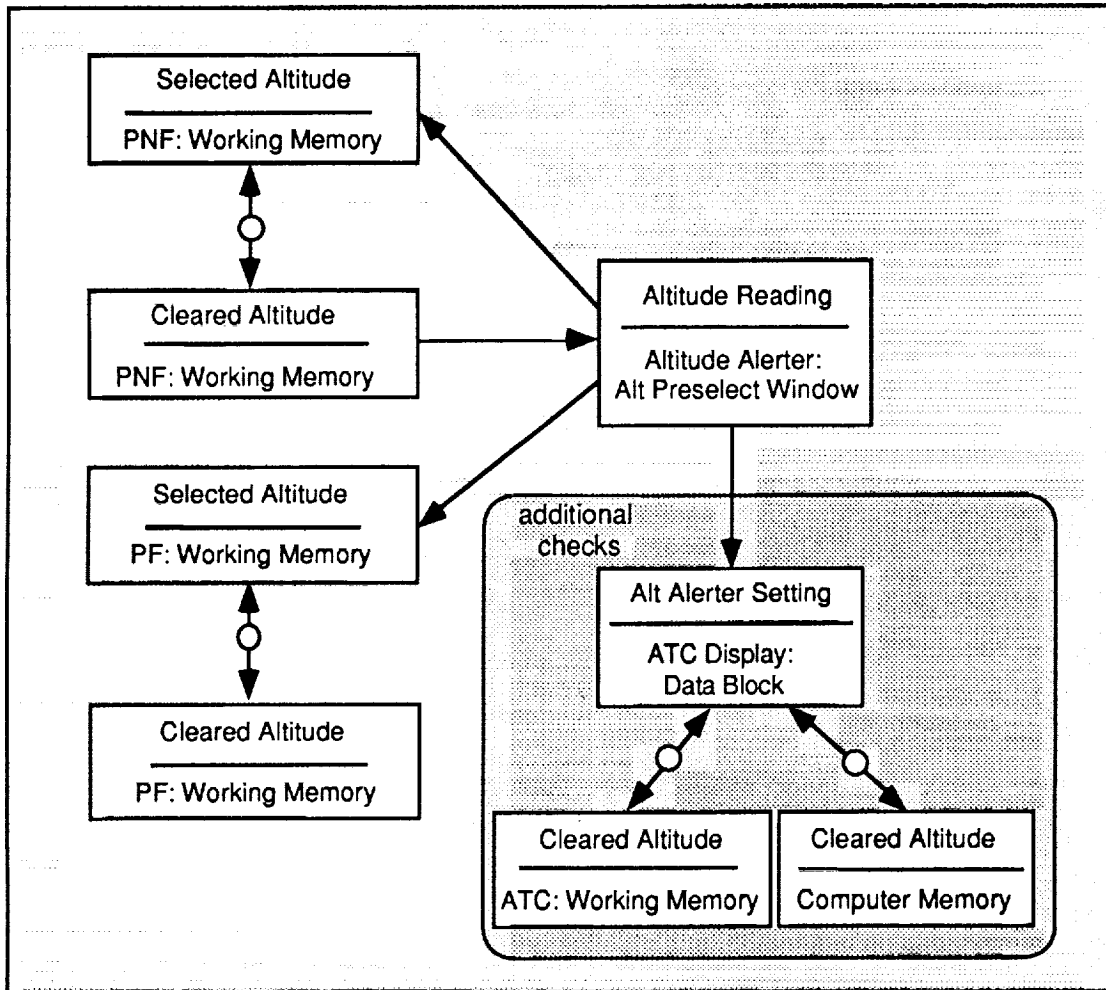 Selected Altitude
PNF: Working Memory
Cleared Altitude
PNF: Working Memory
Altitude Reading
Altitude Alerter:
Alt Preselect Window
Selected Altitude
PF: Working Memory
Cleared Altitude
PF: Working Memory
additional
checks
Alt Alerter Setting
ATC Display:
Data Block
Cleared Altitude
ATC: Working Memory
Cleared Altitude
Computer Memory